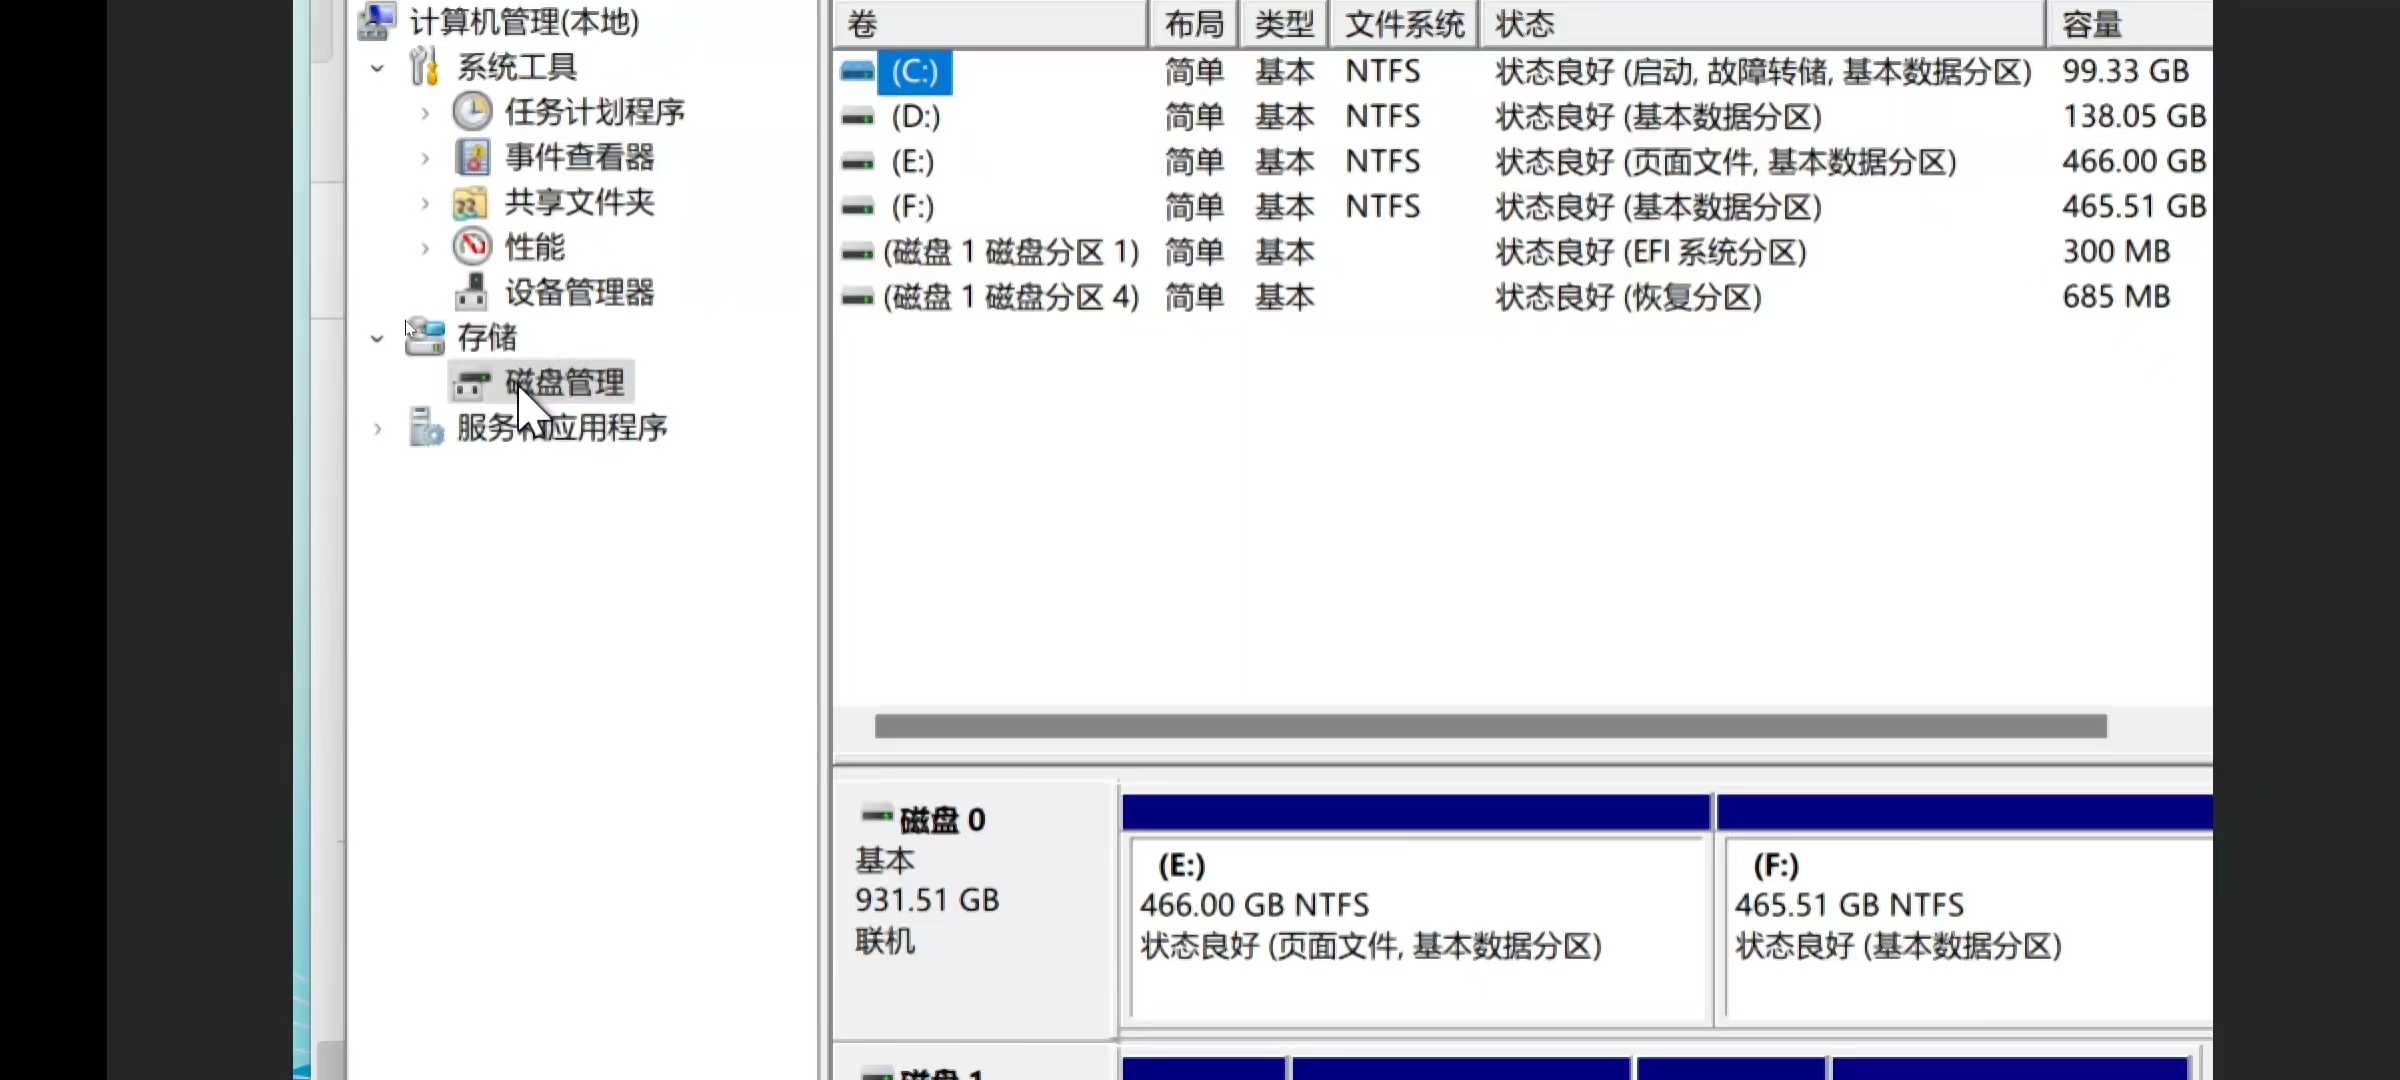 计算机管理(本地)
系统工具
任务计划程序
事件查看器
共享文件夹
性能
设备管理器
存储
磁盘管理
服务和应用程序
卷 布局 类型 文件系统 状态 容量
(C:) 简单 基本 NTFS 状态良好 (启动, 故障转储, 基本数据分区) 99.33 GB
(D:) 简单 基本 NTFS 状态良好 (基本数据分区) 138.05 GB
(E:) 简单 基本 NTFS 状态良好 (页面文件, 基本数据分区) 466.00 GB
(F:) 简单 基本 NTFS 状态良好 (基本数据分区) 465.51 GB
(磁盘 1 磁盘分区 1) 简单 基本 状态良好 (EFI 系统分区) 300 MB
(磁盘 1 磁盘分区 4) 简单 基本 状态良好 (恢复分区) 685 MB
磁盘 0
基本
931.51 GB
联机
(E:)
466.00 GB NTFS
状态良好 (页面文件, 基本数据分区)
(F:)
465.51 GB NTFS
状态良好 (基本数据分区)
磁盘 1